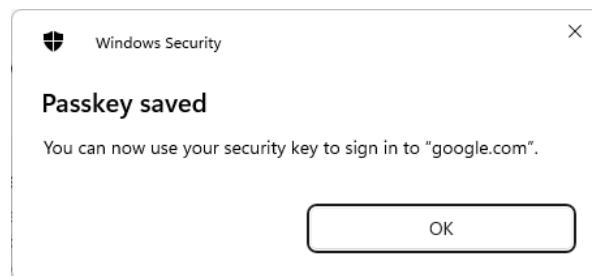 Windows Security
Passkey saved
You can now use your security key to sign in to “google.com”.
OK